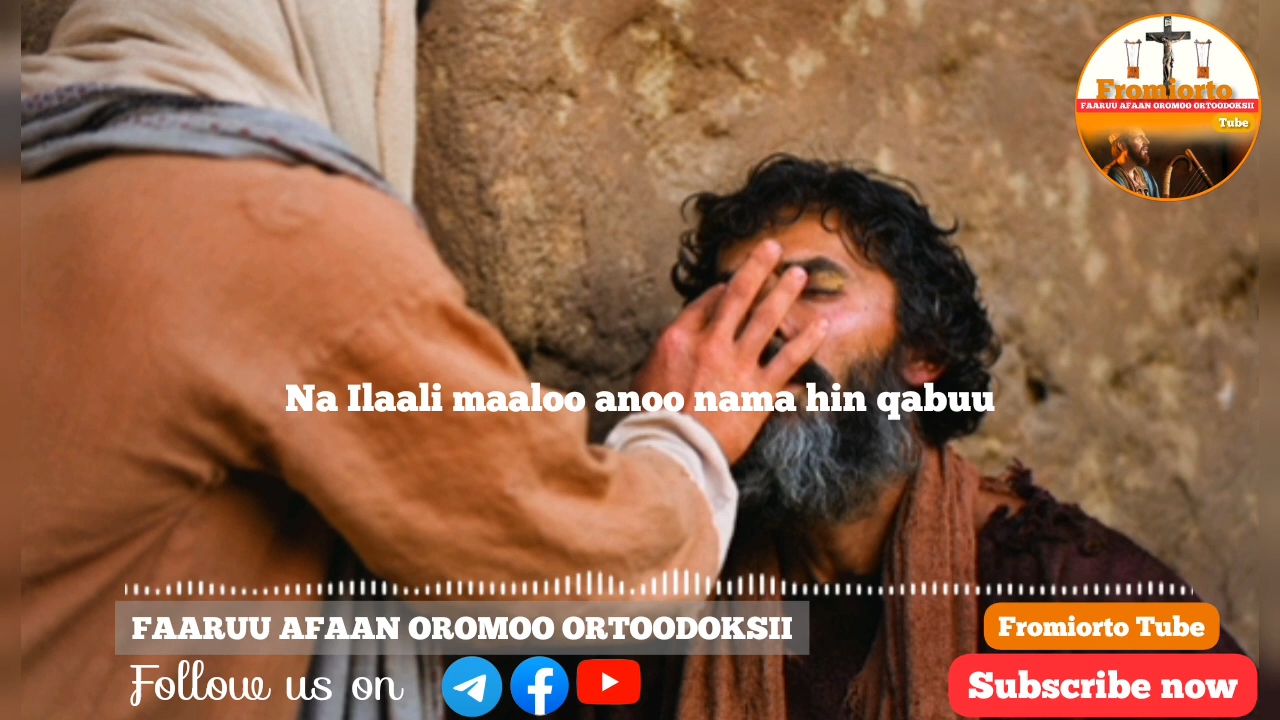 Fromiorto
FAARUU AFAAN OROMOO ORTOODOKSII
Tube
Na Ilaali maaloo anoo nama hin qabuu
FAARUU AFAAN OROMOO ORTOODOKSII
Fromiorto Tube
Follow us on
Subscribe now